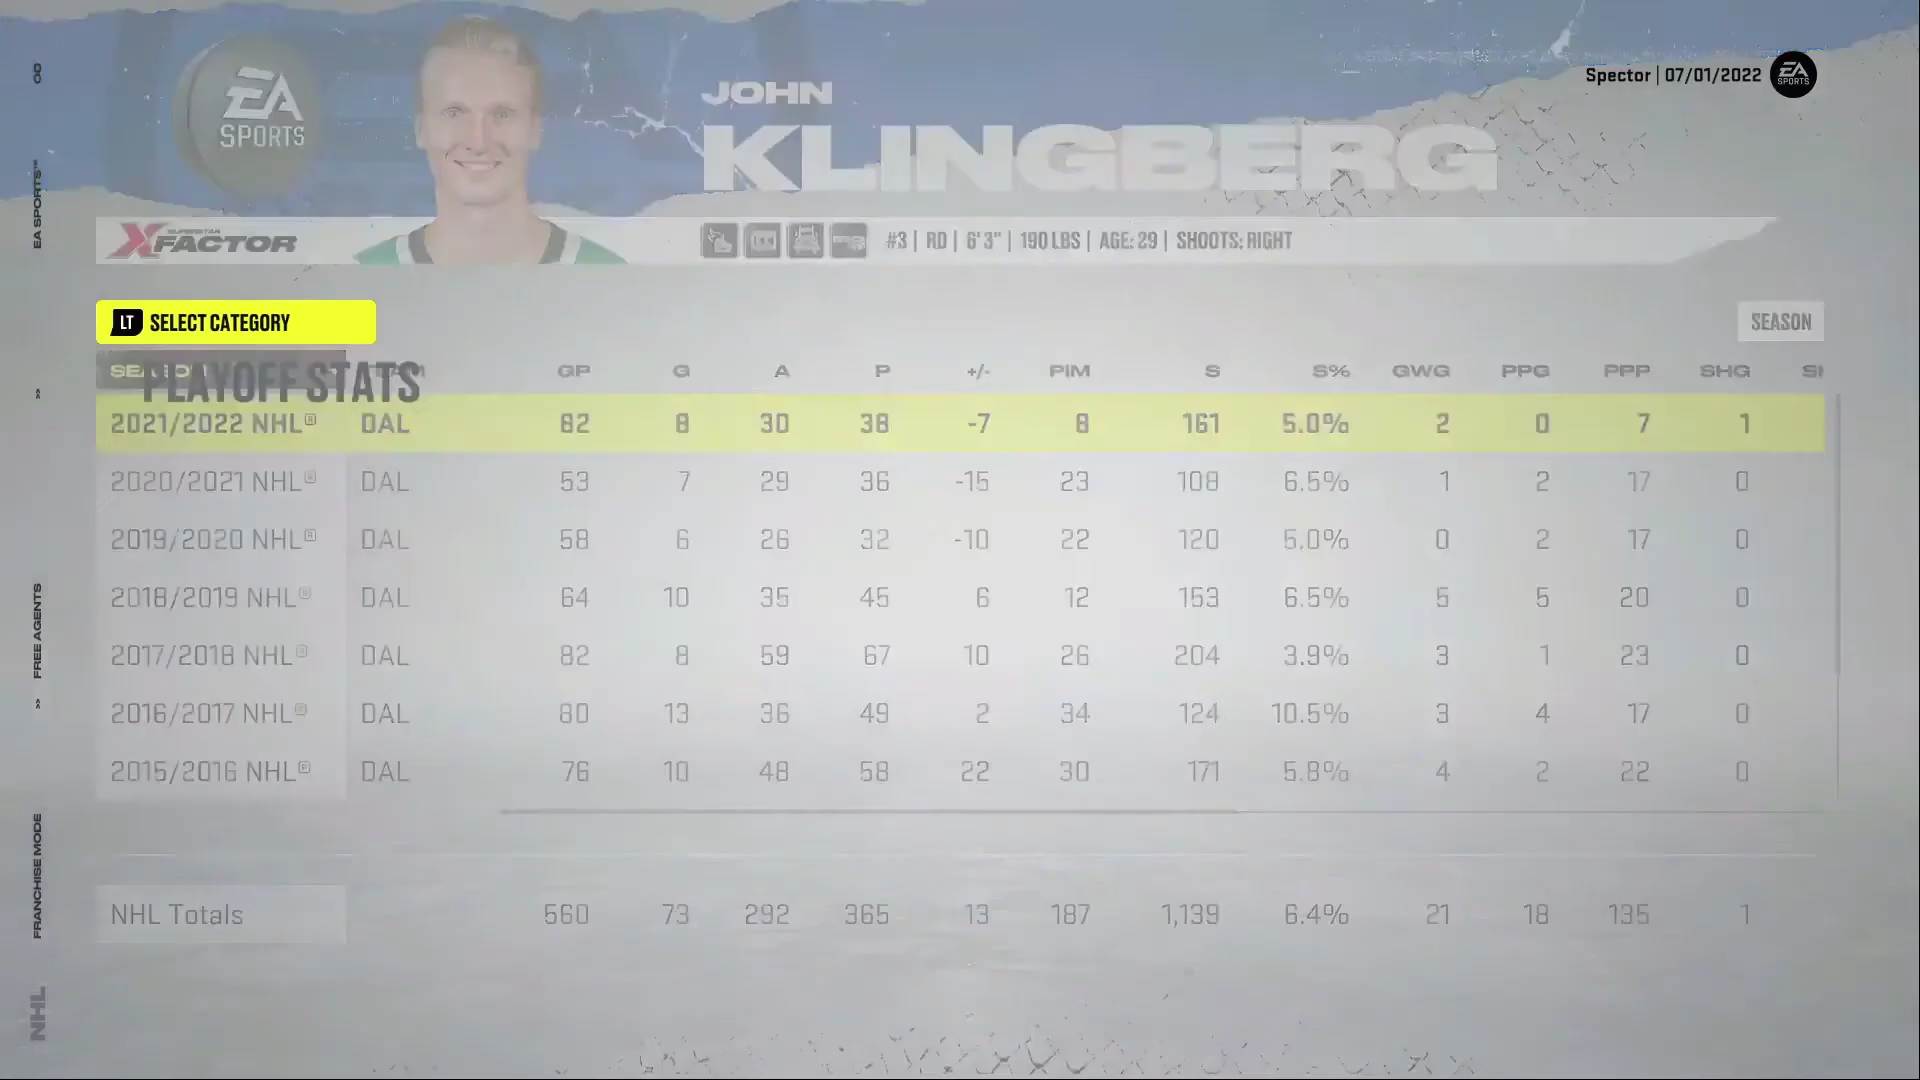 EA
SPORTS
JOHN
KLINGBERG
Spector | 07/01/2022
EA
SPORTS
SUPERSTAR
X FACTOR
#3 | RD | 6' 3" | 190 LBS | AGE: 29 | SHOOTS: RIGHT
LT SELECT CATEGORY
SEASON
PLAYOFF STATS
SEASON GP G A P +/- PIM S S% GWG PPG PPP SHG
2021/2022 NHL® DAL 82 8 30 38 -7 8 161 5.0% 2 0 7 1
2020/2021 NHL® DAL 53 7 29 36 -15 23 108 6.5% 1 2 17 0
2019/2020 NHL® DAL 58 6 26 32 -10 22 120 5.0% 0 2 17 0
2018/2019 NHL® DAL 64 10 35 45 6 12 153 6.5% 5 5 20 0
2017/2018 NHL® DAL 82 8 59 67 10 26 204 3.9% 3 1 23 0
2016/2017 NHL® DAL 80 13 36 49 2 34 124 10.5% 3 4 17 0
2015/2016 NHL® DAL 76 10 48 58 22 30 171 5.8% 4 2 22 0
NHL Totals 560 73 292 365 13 187 1,139 6.4% 21 18 135 1
NHL
FRANCHISE MODE
>>
FREE AGENTS
>>
EA SPORTS™